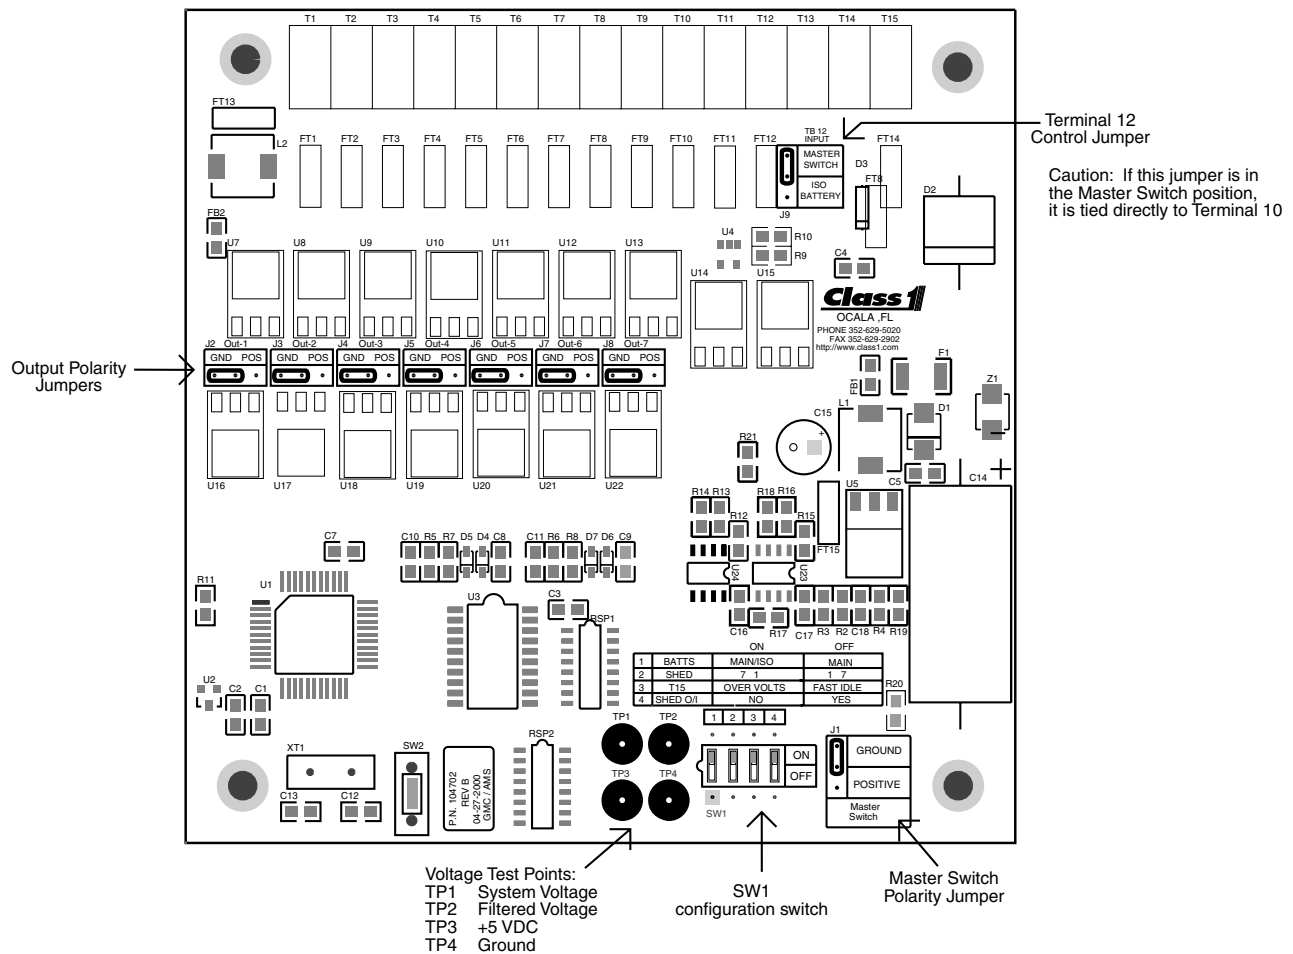 T1 T2 T3 T4 T5 T6 T7 T8 T9 T10 T11 T12 T13 T14 T15
FT13
L2
FT1 FT2 FT3 FT4 FT5 FT6 FT7 FT8 FT9 FT10 FT11 FT12
TB 12
INPUT
MASTER
SWITCH
ISO
BATTERY
J9
D3
FT8
FT14
D2
Terminal 12
Control Jumper
Caution: If this jumper is in
the Master Switch position,
it is tied directly to Terminal 10
FB2
U7 U8 U9 U10 U11 U12 U13
U4
R10
R9
C4
U14 U15
Class 1
OCALA ,FL
PHONE 352-629-5020
FAX 352-629-2902
http://www.class1.com
J2 Out-1 J3 Out-2 J4 Out-3 J5 Out-4 J6 Out-5 J7 Out-6 J8 Out-7
GND POS GND POS GND POS GND POS GND POS GND POS GND POS
Output Polarity
Jumpers
FB1
F1
Z1
L1
D1
C15
+
R21
U16 U17 U18 U19 U20 U21 U22
C5
C14
U5
R14 R13 R18 R16
R12 R15
FT15
C7
C10 R5 R7 D5 D4 C8 C11 R6 R8 D7 D6 C9
U24 U23
R11
U1
U3
C3
RSP1
C16 R17 C17 R3 R2 C18 R4 R19
ON OFF
1 BATTS MAIN/ISO MAIN
2 SHED 7 1 1 7
3 T15 OVER VOLTS FAST IDLE
4 SHED O/I NO YES
U2
C2 C1
R20
TP1 TP2
1 2 3 4
J1
GROUND
POSITIVE
Master
Switch
XT1
SW2
RSP2
TP3 TP4
ON
OFF
SW1
C13 C12
P.N. 104702
REV B
04-27-2000
GMC / AMS
Voltage Test Points:
TP1 System Voltage
TP2 Filtered Voltage
TP3 +5 VDC
TP4 Ground
SW1
configuration switch
Master Switch
Polarity Jumper